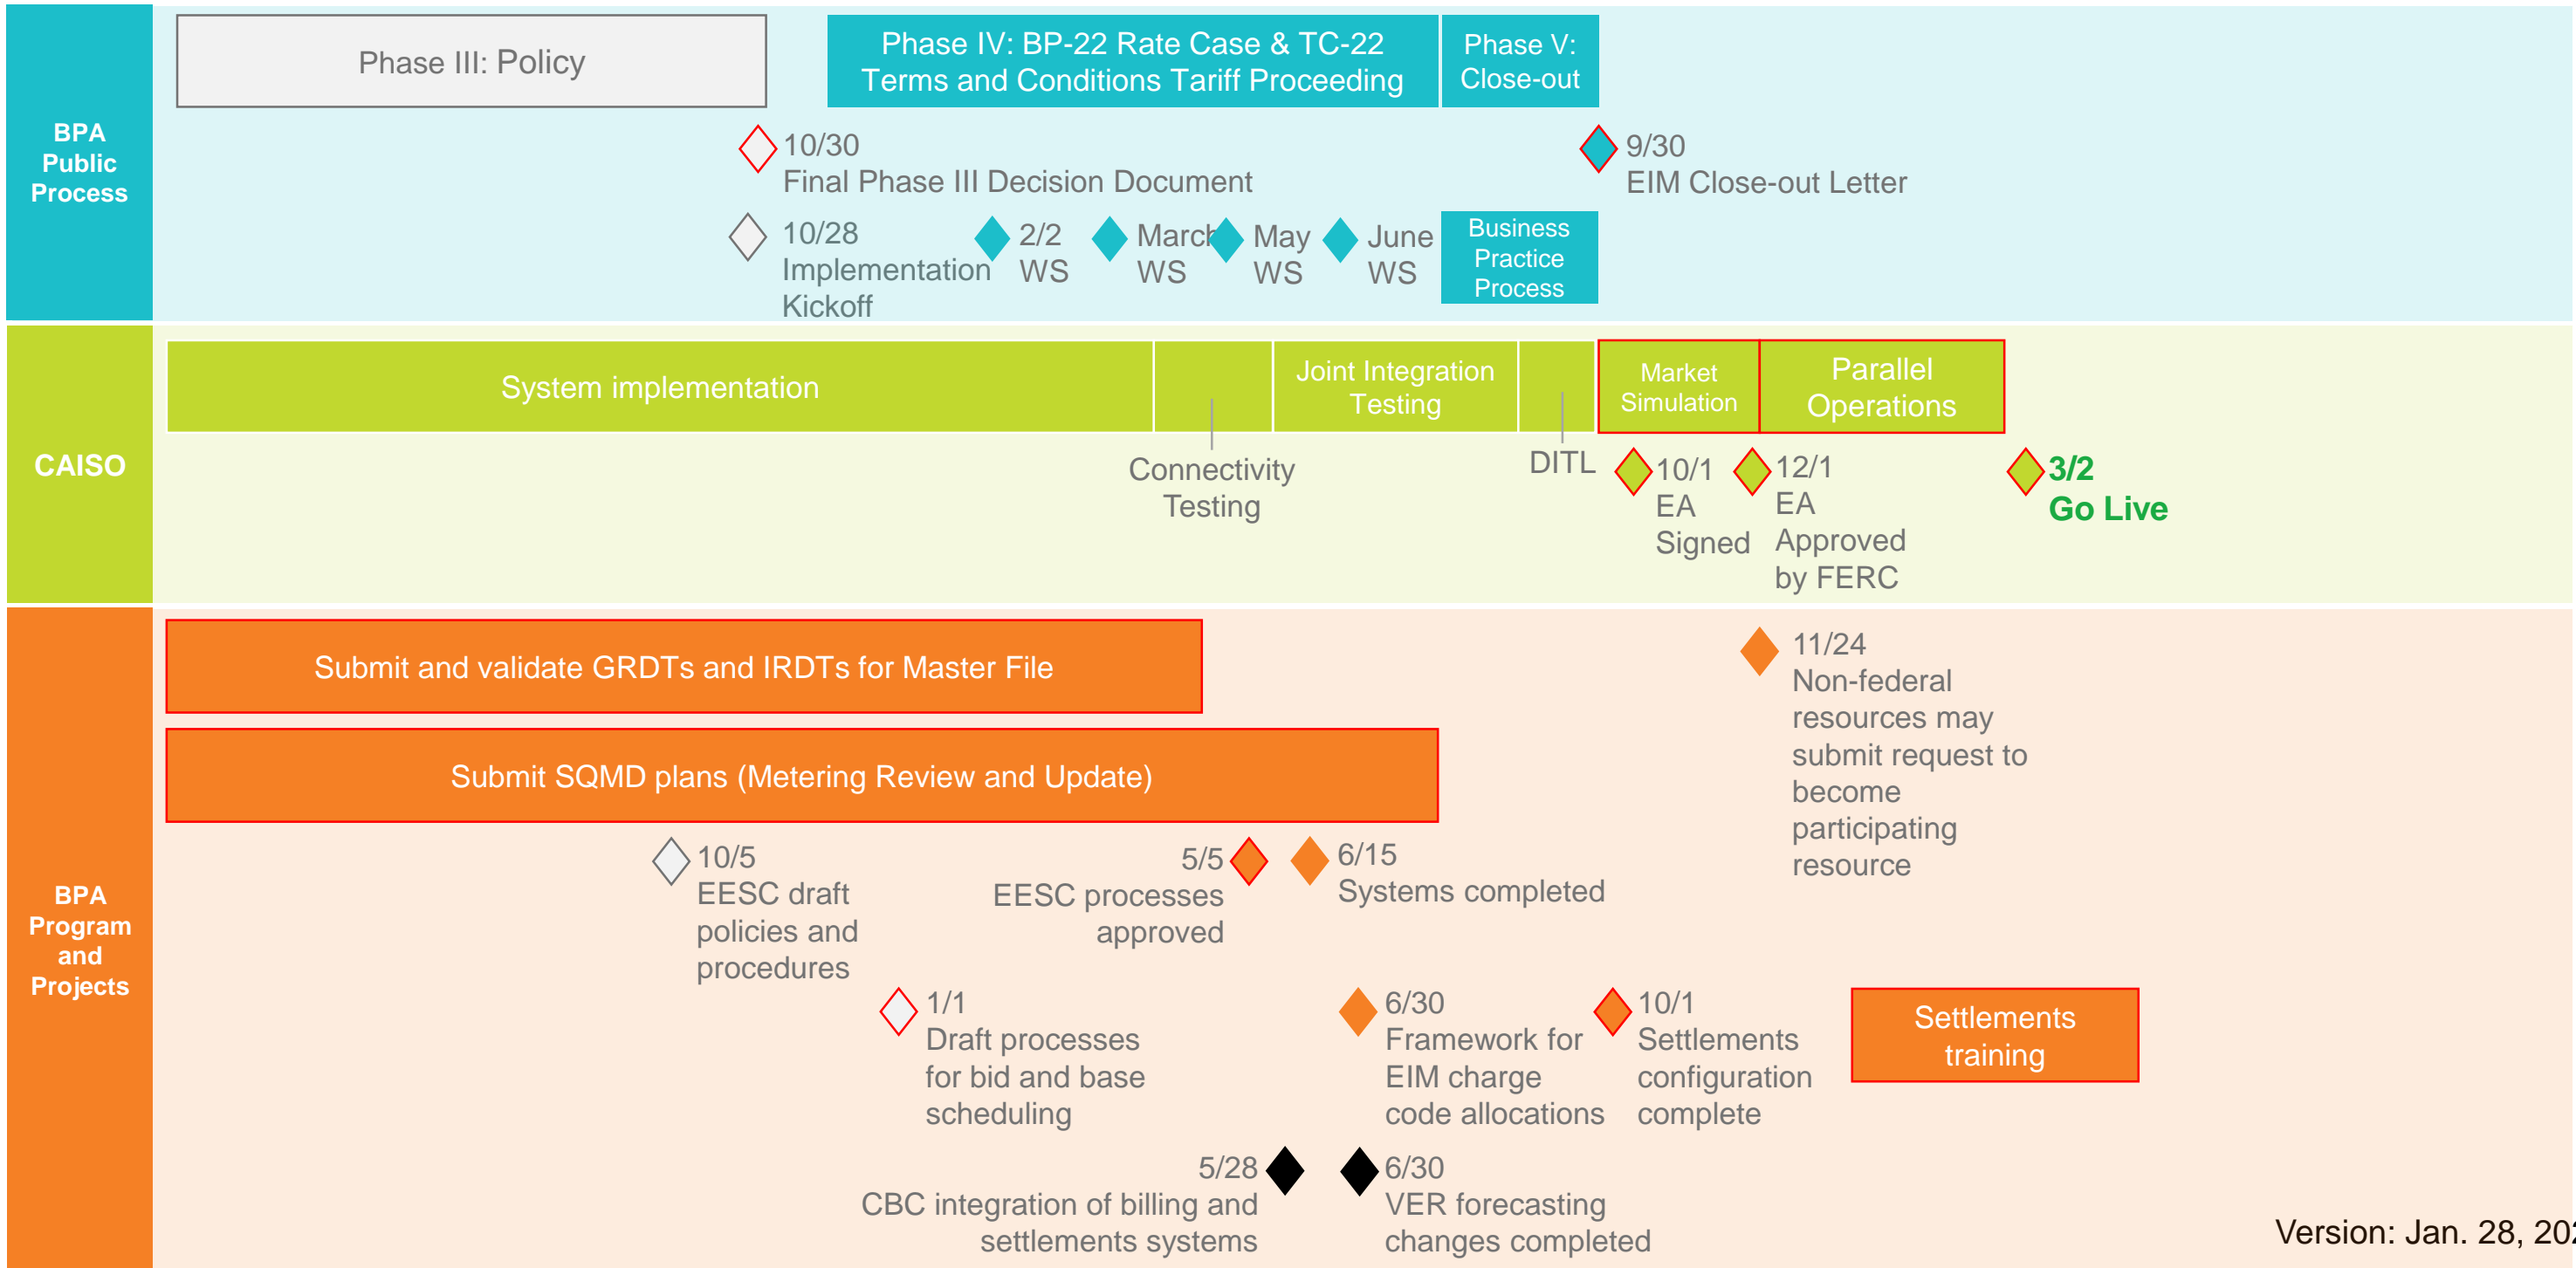 BPA
Public
Process
Phase III: Policy
Phase IV: BP-22 Rate Case & TC-22
Terms and Conditions Tariff Proceeding
Phase V:
Close-out
10/30
Final Phase III Decision Document
9/30
EIM Close-out Letter
10/28
Implementation
Kickoff
2/2
WS
March
WS
May
WS
June
WS
Business
Practice
Process
CAISO
System implementation
Connectivity
Testing
Joint Integration
Testing
DITL
Market
Simulation
Parallel
Operations
10/1
EA
Signed
12/1
EA
Approved
by FERC
3/2
Go Live
BPA
Program
and
Projects
Submit and validate GRDTs and IRDTs for Master File
Submit SQMD plans (Metering Review and Update)
11/24
Non-federal
resources may
submit request to
become
participating
resource
10/5
EESC draft
policies and
procedures
5/5
EESC processes
approved
6/15
Systems completed
1/1
Draft processes
for bid and base
scheduling
6/30
Framework for
EIM charge
code allocations
10/1
Settlements
configuration
complete
Settlements
training
5/28
CBC integration of billing and
settlements systems
6/30
VER forecasting
changes completed
Version: Jan. 28,